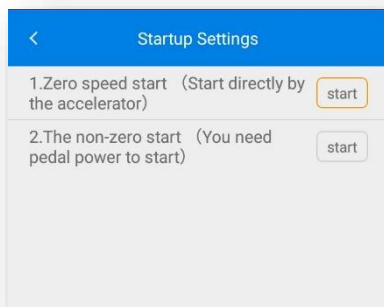 Startup Settings
1.Zero speed start （Start directly by
the accelerator）
start
2.The non-zero start （You need
pedal power to start）
start